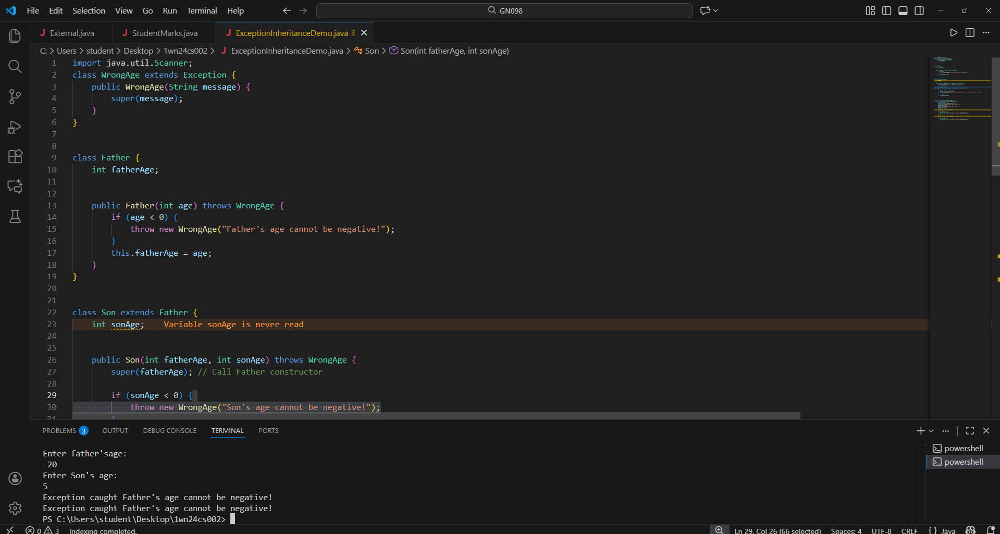 File Edit Selection View Go Run Terminal Help GN098
External.java StudentMarks.java ExceptionInheritanceDemo.java 3
C: > Users > student > Desktop > 1wn24cs002 > ExceptionInheritanceDemo.java > Son > Son(int fatherAge, int sonAge)
1 import java.util.Scanner;
2 class WrongAge extends Exception {
3 public WrongAge(String message) {
4 super(message);
5 }
6 }
7
8
9 class Father {
10 int fatherAge;
11
12
13 public Father(int age) throws WrongAge {
14 if (age < 0) {
15 throw new WrongAge("Father's age cannot be negative!");
16 }
17 this.fatherAge = age;
18 }
19 }
20
21
22 class Son extends Father {
23 int sonAge; Variable sonAge is never read
24
25
26 public Son(int fatherAge, int sonAge) throws WrongAge {
27 super(fatherAge); // Call Father constructor
28
29 if (sonAge < 0) {
30 throw new WrongAge("Son's age cannot be negative!");
31 }
PROBLEMS 3 OUTPUT DEBUG CONSOLE TERMINAL PORTS
Enter father'sage:
-20
Enter Son's age:
5
Exception caught Father's age cannot be negative!
Exception caught Father's age cannot be negative!
PS C:\Users\student\Desktop\1wn24cs002>
powershell
powershell
0 3 Indexing completed. Ln 29, Col 26 (66 selected) Spaces: 4 UTF-8 CRLF {} Java